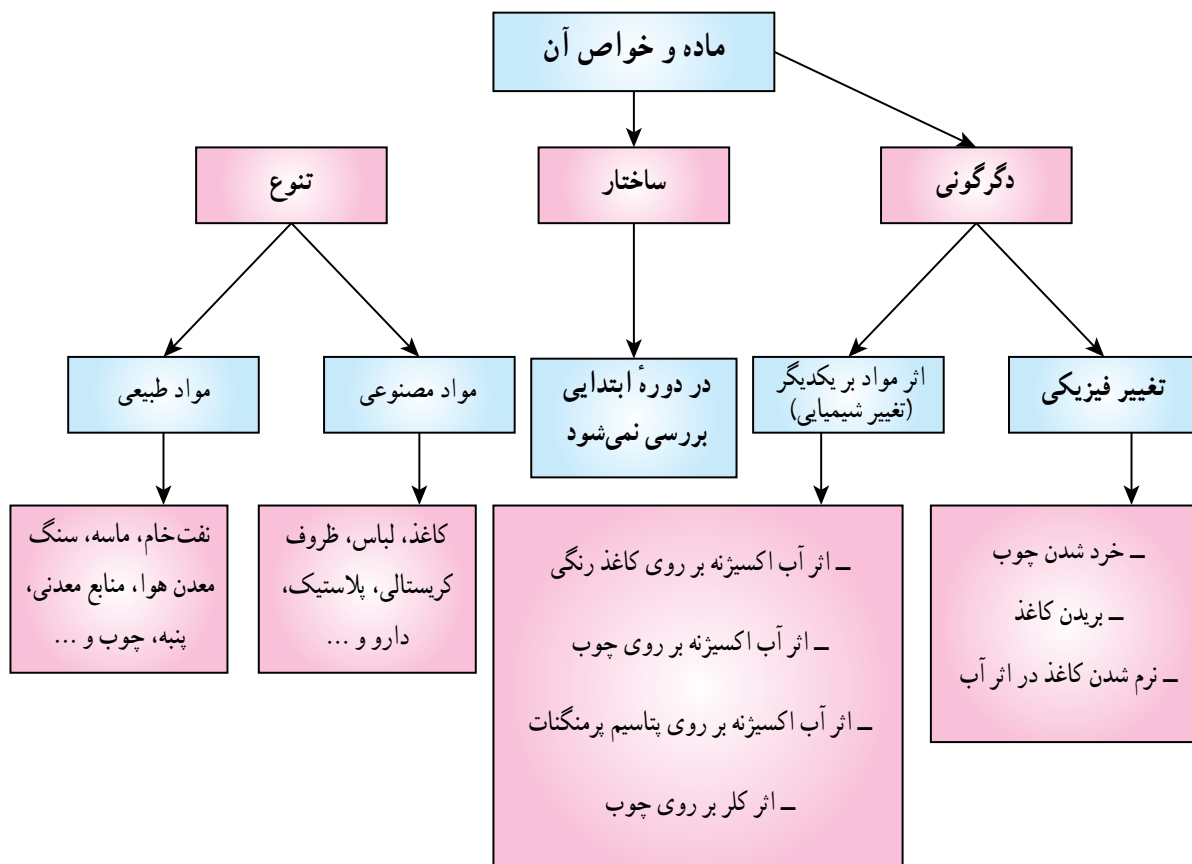 ماده و خواص آن
دگرگونی
ساختار
تنوع
تغییر فیزیکی
اثر مواد بر یکدیگر
(تغییر شیمیایی)
در دورهٔ ابتدایی
بررسی نمی‌شود
مواد مصنوعی
مواد طبیعی
ــ خرد شدن چوب
ــ بریدن کاغذ
ــ نرم شدن کاغذ در اثر آب
ــ اثر آب اکسیژنه بر روی کاغذ رنگی
ــ اثر آب اکسیژنه بر روی چوب
ــ اثر آب اکسیژنه بر روی پتاسیم پرمنگنات
ــ اثر کلر بر روی چوب
کاغذ، لباس، ظروف
کریستالی، پلاستیک،
دارو و ...
نفت‌خام، ماسه، سنگ
معدن هوا، منابع معدنی،
پنبه، چوب و ...